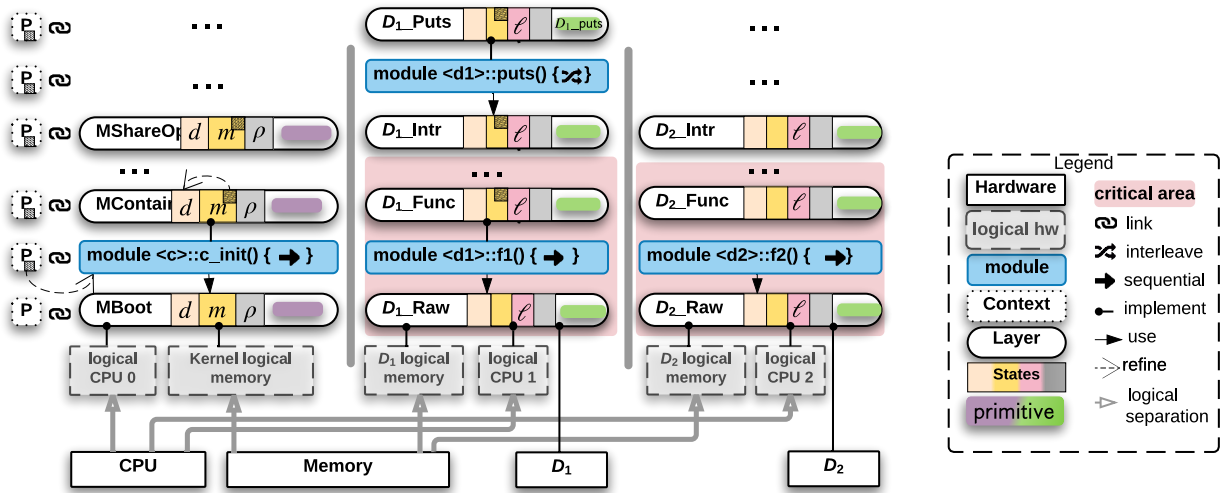 P
...
D₁_Puts
ℓ
D₁_puts
...
P
...
module <d1>::puts() { }
...
P
MShareOp
d
m
ρ
D₁_Intr
ℓ
D₂_Intr
ℓ
...
...
...
P
MContain
d
m
ρ
D₁_Func
ℓ
D₂_Func
ℓ
P
module <c>::c_init() { }
module <d1>::f1() { }
module <d2>::f2() { }
P
MBoot
d
m
ρ
D₁_Raw
ℓ
D₂_Raw
ℓ
logical
CPU 0
Kernel logical
memory
D₁ logical
memory
logical
CPU 1
D₂ logical
memory
logical
CPU 2
CPU
Memory
D₁
D₂
Legend
Hardware
logical hw
module
Context
Layer
States
primitive
critical area
link
interleave
sequential
implement
use
refine
logical
separation